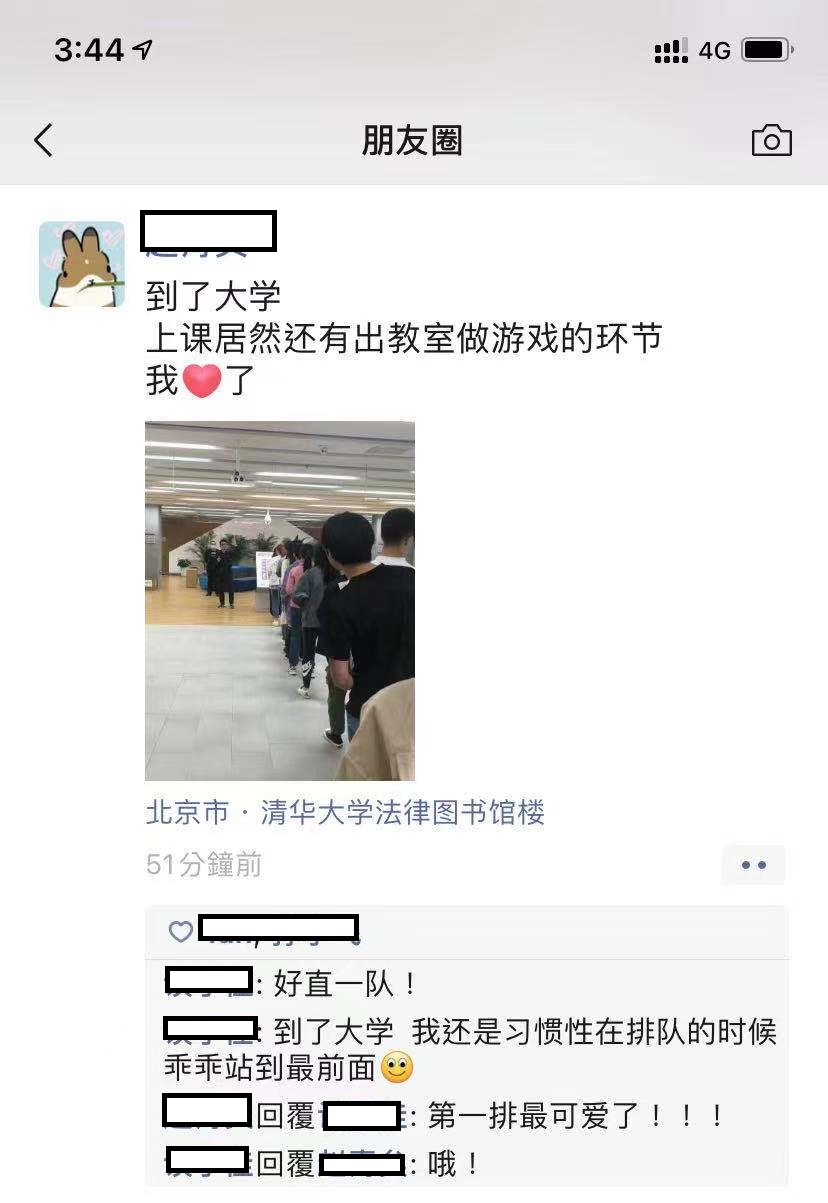 3:44
4G
朋友圈
到了大学
上课居然还有出教室做游戏的环节
我❤了
北京市·清华大学法律图书馆楼
51分鐘前
: 好直一队！
: 到了大学 我还是习惯性在排队的时候
乖乖站到最前面🙂
回覆: 第一排最可爱了！！！
回覆: 哦！